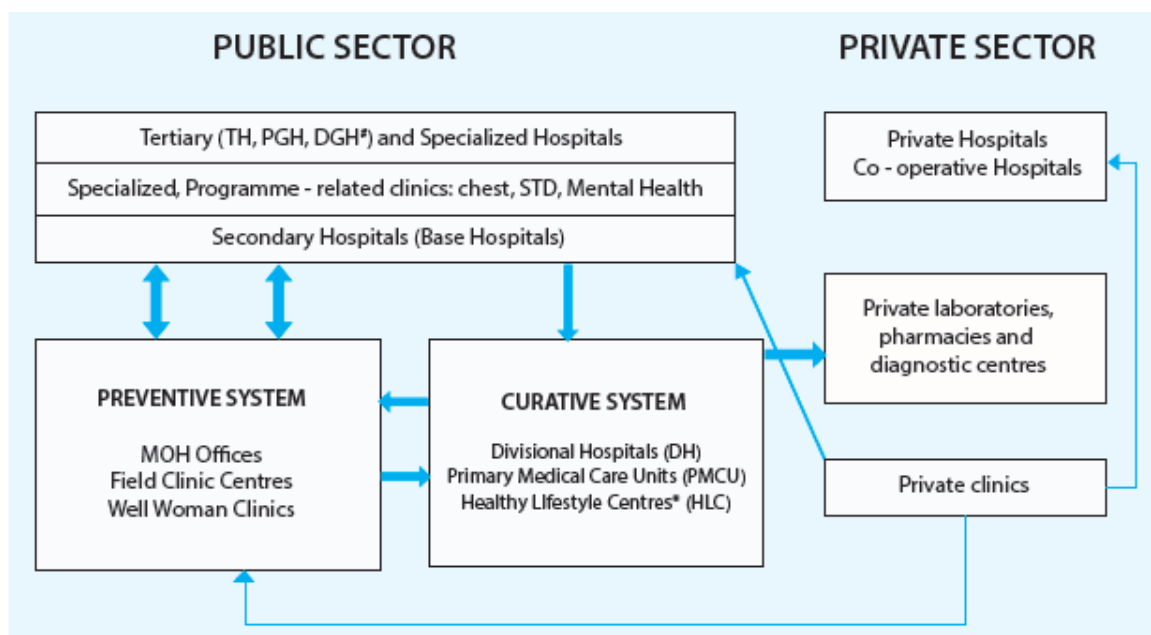 PUBLIC SECTOR
PRIVATE SECTOR
Tertiary (TH, PGH, DGH#) and Specialized Hospitals
Specialized, Programme - related clinics: chest, STD, Mental Health
Secondary Hospitals (Base Hospitals)
Private Hospitals
Co - operative Hospitals
Private laboratories,
pharmacies and
diagnostic centres
PREVENTIVE SYSTEM
MOH Offices
Field Clinic Centres
Well Woman Clinics
CURATIVE SYSTEM
Divisional Hospitals (DH)
Primary Medical Care Units (PMCU)
Healthy Lifestyle Centres* (HLC)
Private clinics